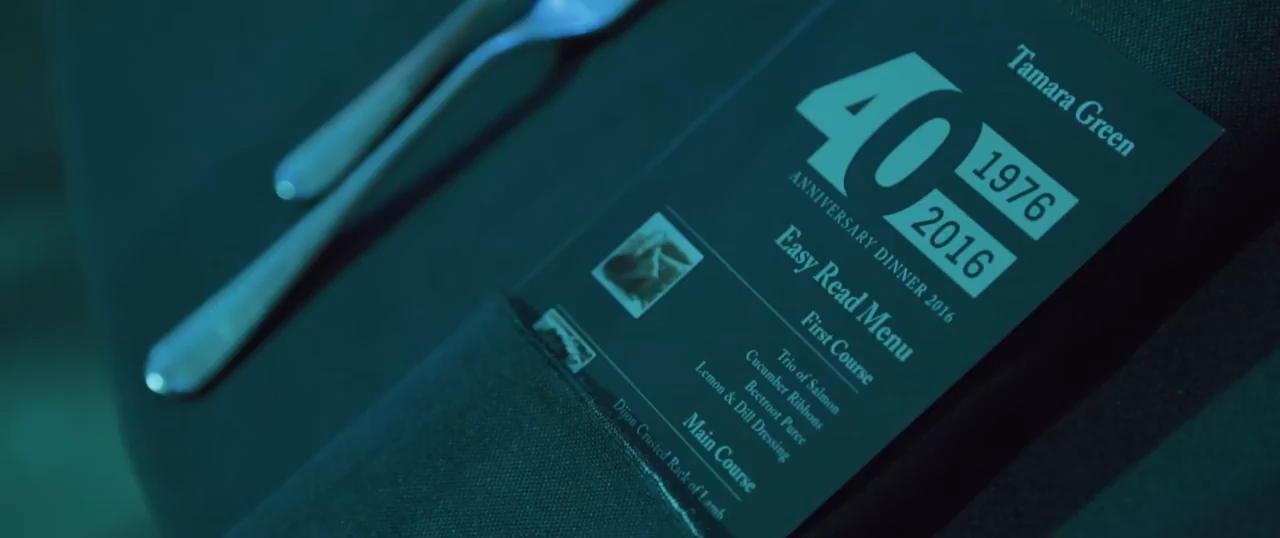 Tamara Green
40
1976
2016
ANNIVERSARY DINNER 2016
Easy Read Menu
First Course
Trio of Salmon
Cucumber Ribbons
Beetroot Puree
Lemon & Dill Dressing
Main Course
Dijon Crusted Rack of Lamb